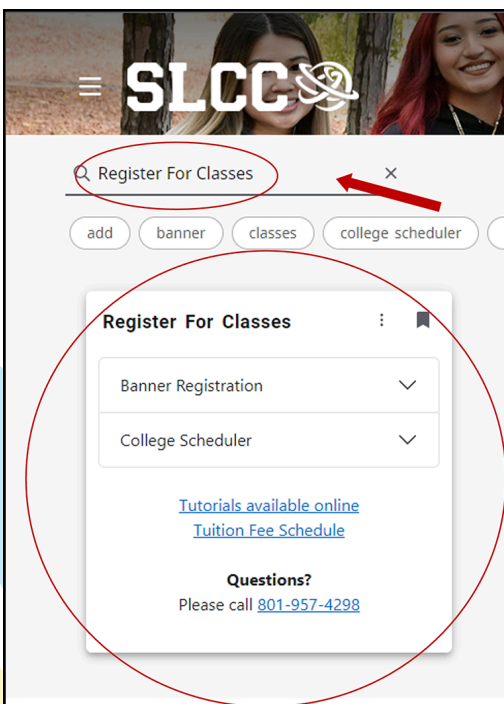 SLCC
Register For Classes
add banner classes college scheduler
Register For Classes
Banner Registration
College Scheduler
Tutorials available online
Tuition Fee Schedule
Questions?
Please call 801-957-4298